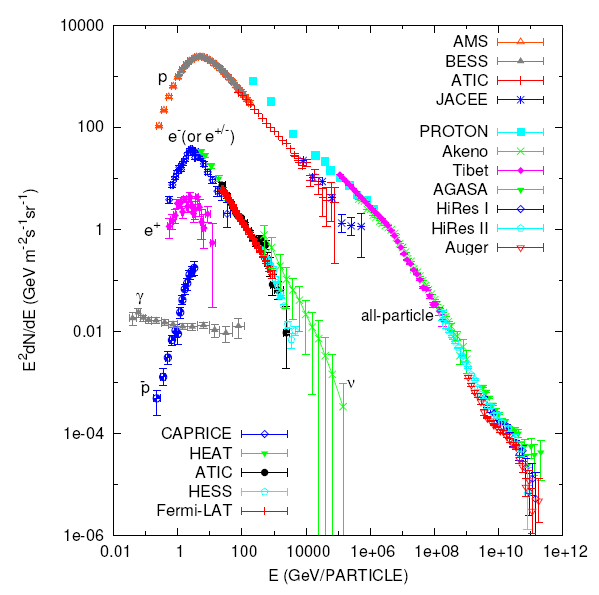 10000
100
1
0.01
1e-04
1e-06
0.01
1
100
10000
1e+06
1e+08
1e+10
1e+12
E (GeV/PARTICLE)
E²dN/dE (GeV m⁻²s⁻¹sr⁻¹)
AMS
BESS
ATIC
JACEE
PROTON
Akeno
Tibet
AGASA
HiRes I
HiRes II
Auger
p
e⁻(or e⁺/⁻)
e⁺
γ
p̄
ν
all-particle
CAPRICE
HEAT
ATIC
HESS
Fermi-LAT